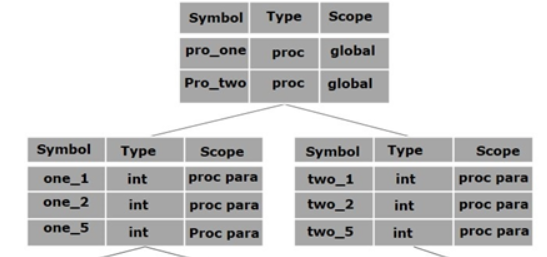 Symbol Type Scope
pro_one proc global
Pro_two proc global
Symbol Type Scope
one_1 int proc para
one_2 int proc para
one_5 int Proc para
Symbol Type Scope
two_1 int proc para
two_2 int proc para
two_5 int proc para